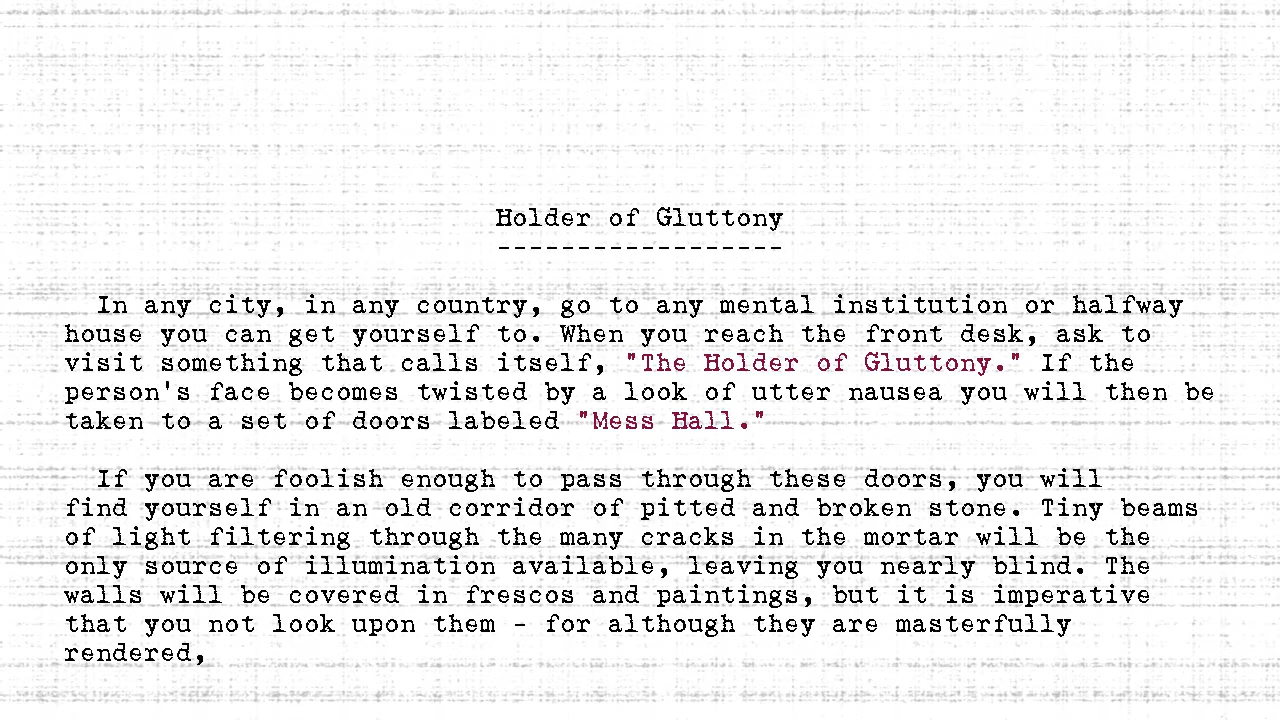 Holder of Gluttony
------------------
In any city, in any country, go to any mental institution or halfway
house you can get yourself to. When you reach the front desk, ask to
visit something that calls itself, "The Holder of Gluttony." If the
person's face becomes twisted by a look of utter nausea you will then be
taken to a set of doors labeled "Mess Hall."
If you are foolish enough to pass through these doors, you will
find yourself in an old corridor of pitted and broken stone. Tiny beams
of light filtering through the many cracks in the mortar will be the
only source of illumination available, leaving you nearly blind. The
walls will be covered in frescos and paintings, but it is imperative
that you not look upon them - for although they are masterfully
rendered,